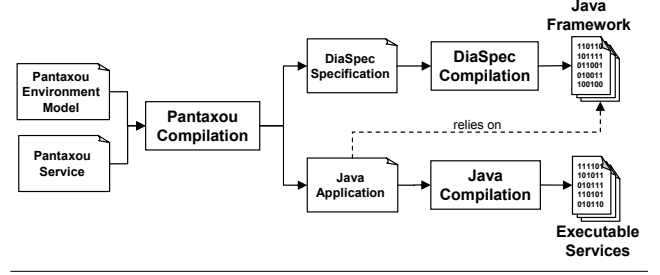 Java
Framework
110110
101111
011001
010011
100100
DiaSpec
Specification
DiaSpec
Compilation
Pantaxou
Environment
Model
Pantaxou
Compilation
relies on
Pantaxou
Service
Java
Application
Java
Compilation
111101
101011
010111
110101
010110
Executable
Services